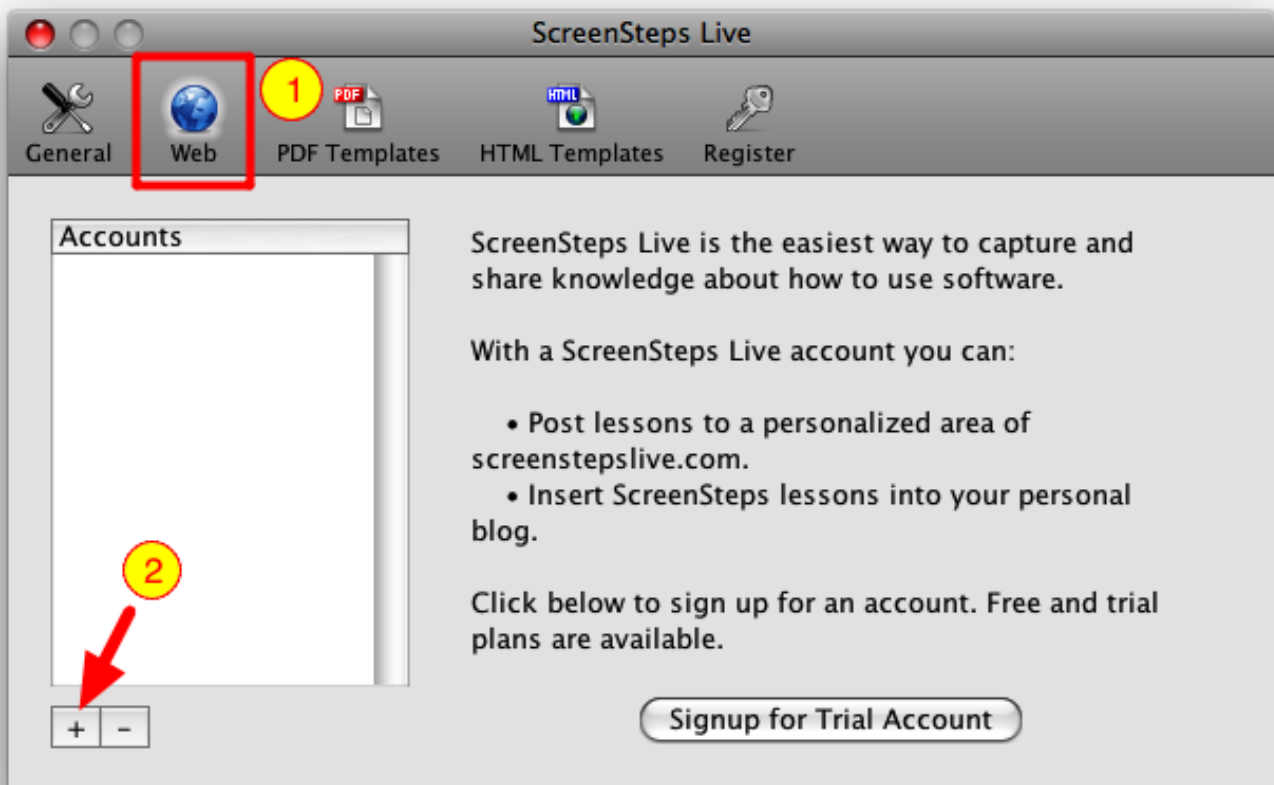 ScreenSteps Live
1
PDF
HTML
General
Web
PDF Templates
HTML Templates
Register
Accounts
ScreenSteps Live is the easiest way to capture and
share knowledge about how to use software.
With a ScreenSteps Live account you can:
• Post lessons to a personalized area of
screenstepslive.com.
• Insert ScreenSteps lessons into your personal
blog.
2
Click below to sign up for an account. Free and trial
plans are available.
+ -
Signup for Trial Account